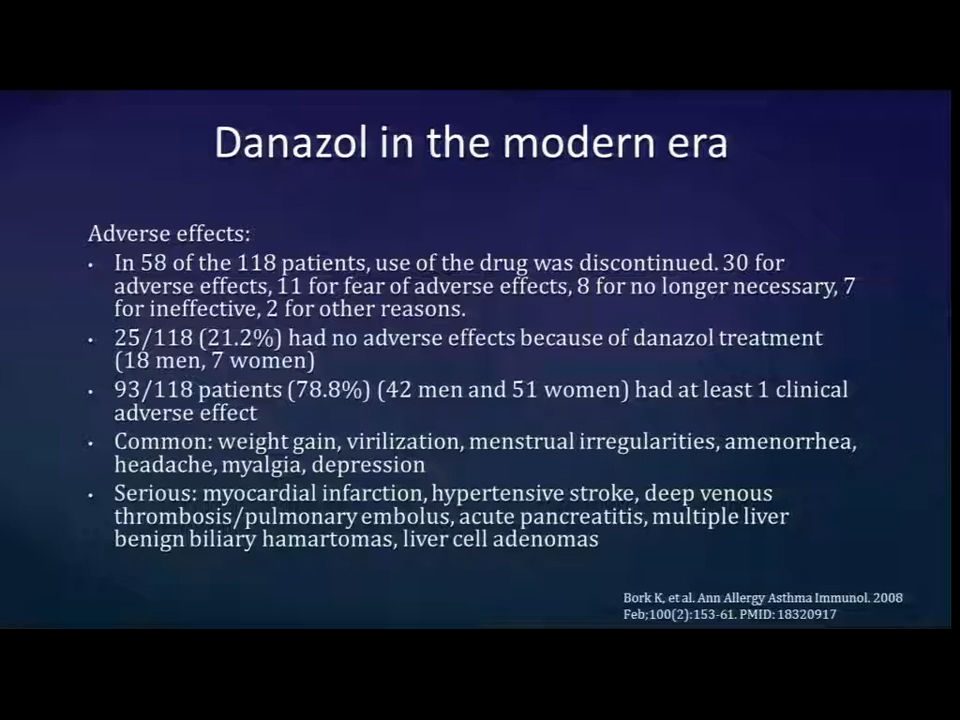 Danazol in the modern era
Adverse effects:
• In 58 of the 118 patients, use of the drug was discontinued. 30 for
adverse effects, 11 for fear of adverse effects, 8 for no longer necessary, 7
for ineffective, 2 for other reasons.
• 25/118 (21.2%) had no adverse effects because of danazol treatment
(18 men, 7 women)
• 93/118 patients (78.8%) (42 men and 51 women) had at least 1 clinical
adverse effect
• Common: weight gain, virilization, menstrual irregularities, amenorrhea,
headache, myalgia, depression
• Serious: myocardial infarction, hypertensive stroke, deep venous
thrombosis/pulmonary embolus, acute pancreatitis, multiple liver
benign biliary hamartomas, liver cell adenomas
Bork K, et al. Ann Allergy Asthma Immunol. 2008
Feb;100(2):153-61. PMID: 18320917